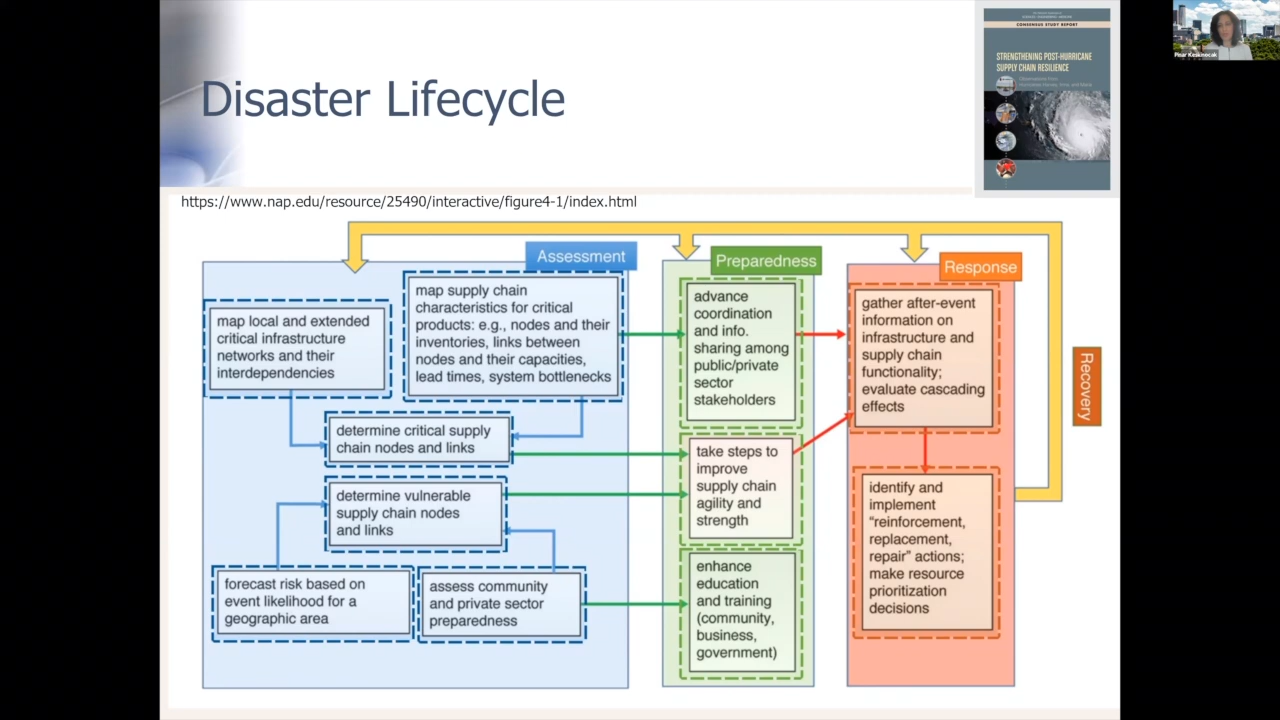 Disaster Lifecycle
CONSENSUS STUDY REPORT
STRENGTHENING POST-HURRICANE
SUPPLY CHAIN RESILIENCE
Pinar Keskinocak
https://www.nap.edu/resource/25490/interactive/figure4-1/index.html
Assessment
map local and extended
critical infrastructure
networks and their
interdependencies
map supply chain
characteristics for critical
products: e.g., nodes and their
inventories, links between
nodes and their capacities,
lead times, system bottlenecks
determine critical supply
chain nodes and links
determine vulnerable
supply chain nodes
and links
forecast risk based on
event likelihood for a
geographic area
assess community
and private sector
preparedness
Preparedness
advance
coordination
and info.
sharing among
public/private
sector
stakeholders
take steps to
improve
supply chain
agility and
strength
enhance
education
and training
(community,
business,
government)
Response
gather after-event
information on
infrastructure and
supply chain
functionality;
evaluate cascading
effects
identify and
implement
“reinforcement,
replacement,
repair” actions;
make resource
prioritization
decisions
Recovery